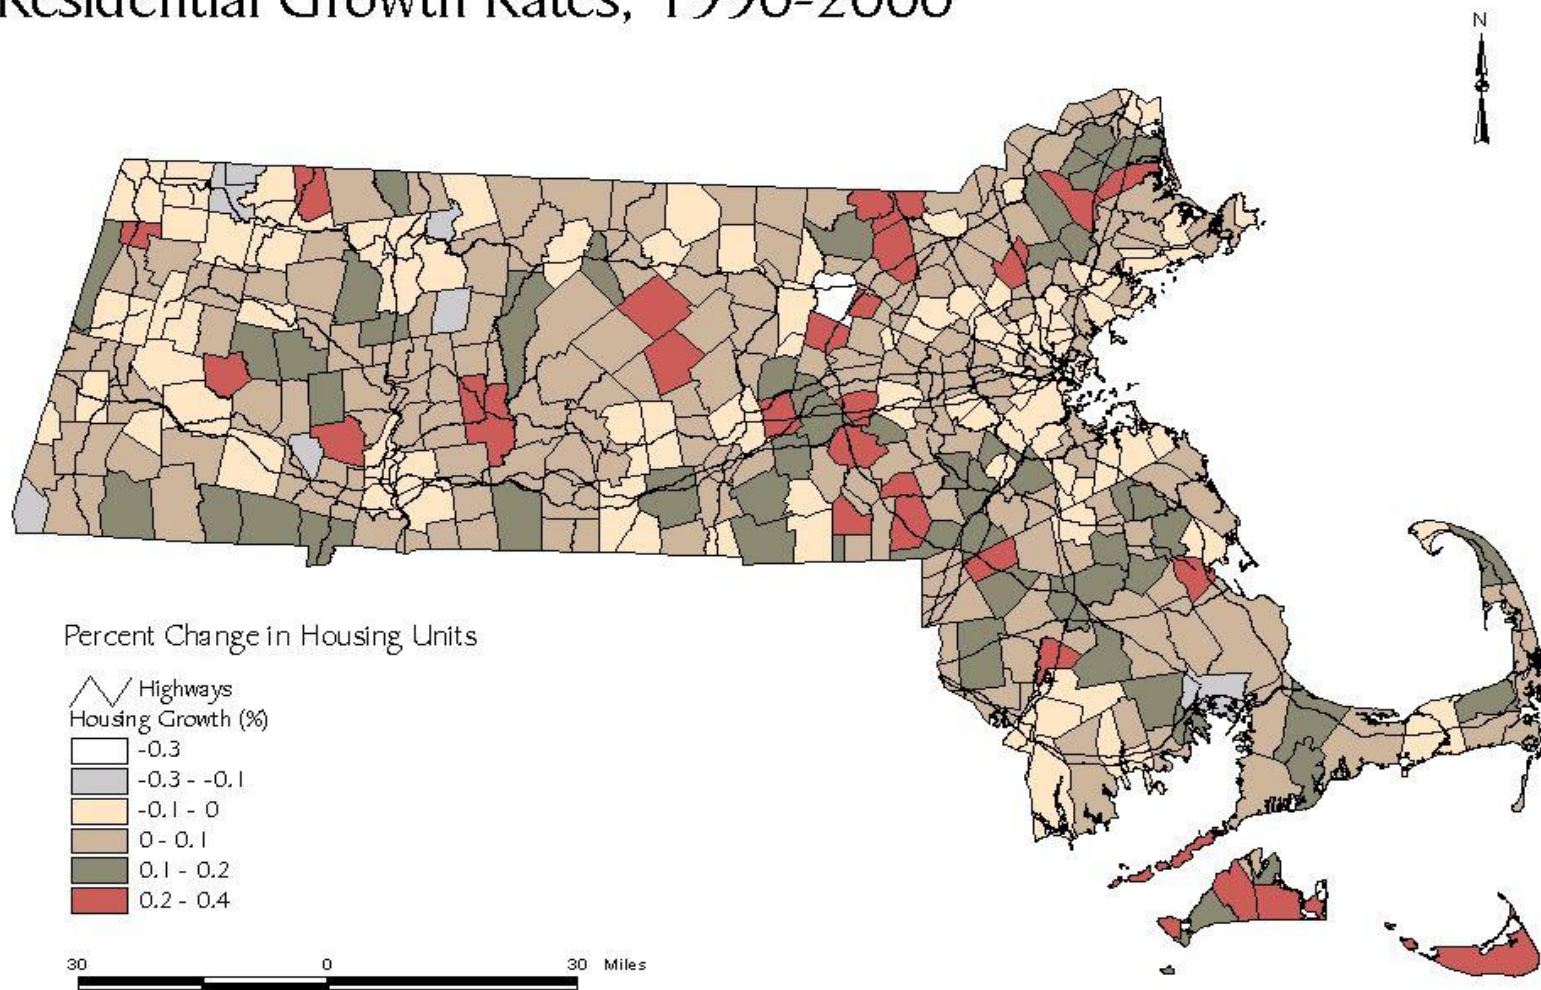 Residential Growth Rates, 1990-2000
N
Percent Change in Housing Units
Highways
Housing Growth (%)
-0.3
-0.3 - -0.1
-0.1 - 0
0 - 0.1
0.1 - 0.2
0.2 - 0.4
30 0 30 Miles